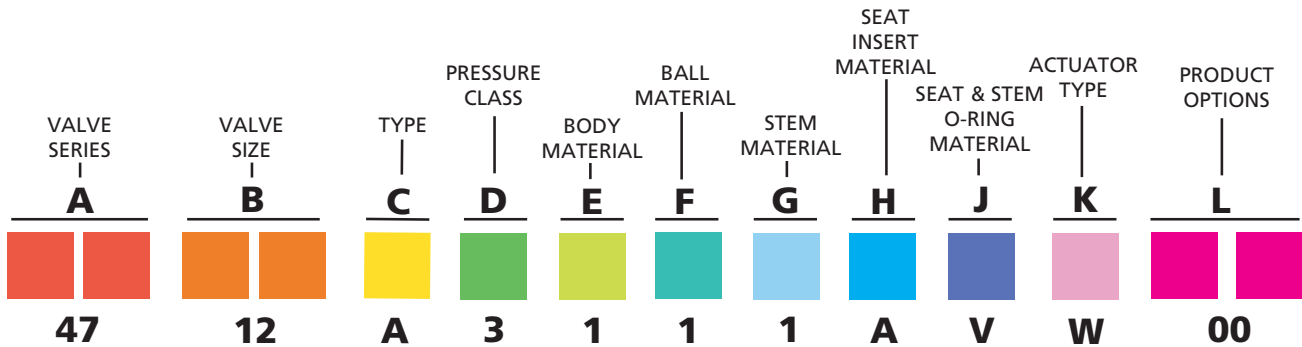 VALVE
SERIES
A
47
VALVE
SIZE
B
12
TYPE
C
A
PRESSURE
CLASS
D
3
BODY
MATERIAL
E
1
BALL
MATERIAL
F
1
STEM
MATERIAL
G
1
SEAT
INSERT
MATERIAL
H
A
SEAT & STEM
O-RING
MATERIAL
J
V
ACTUATOR
TYPE
K
W
PRODUCT
OPTIONS
L
00